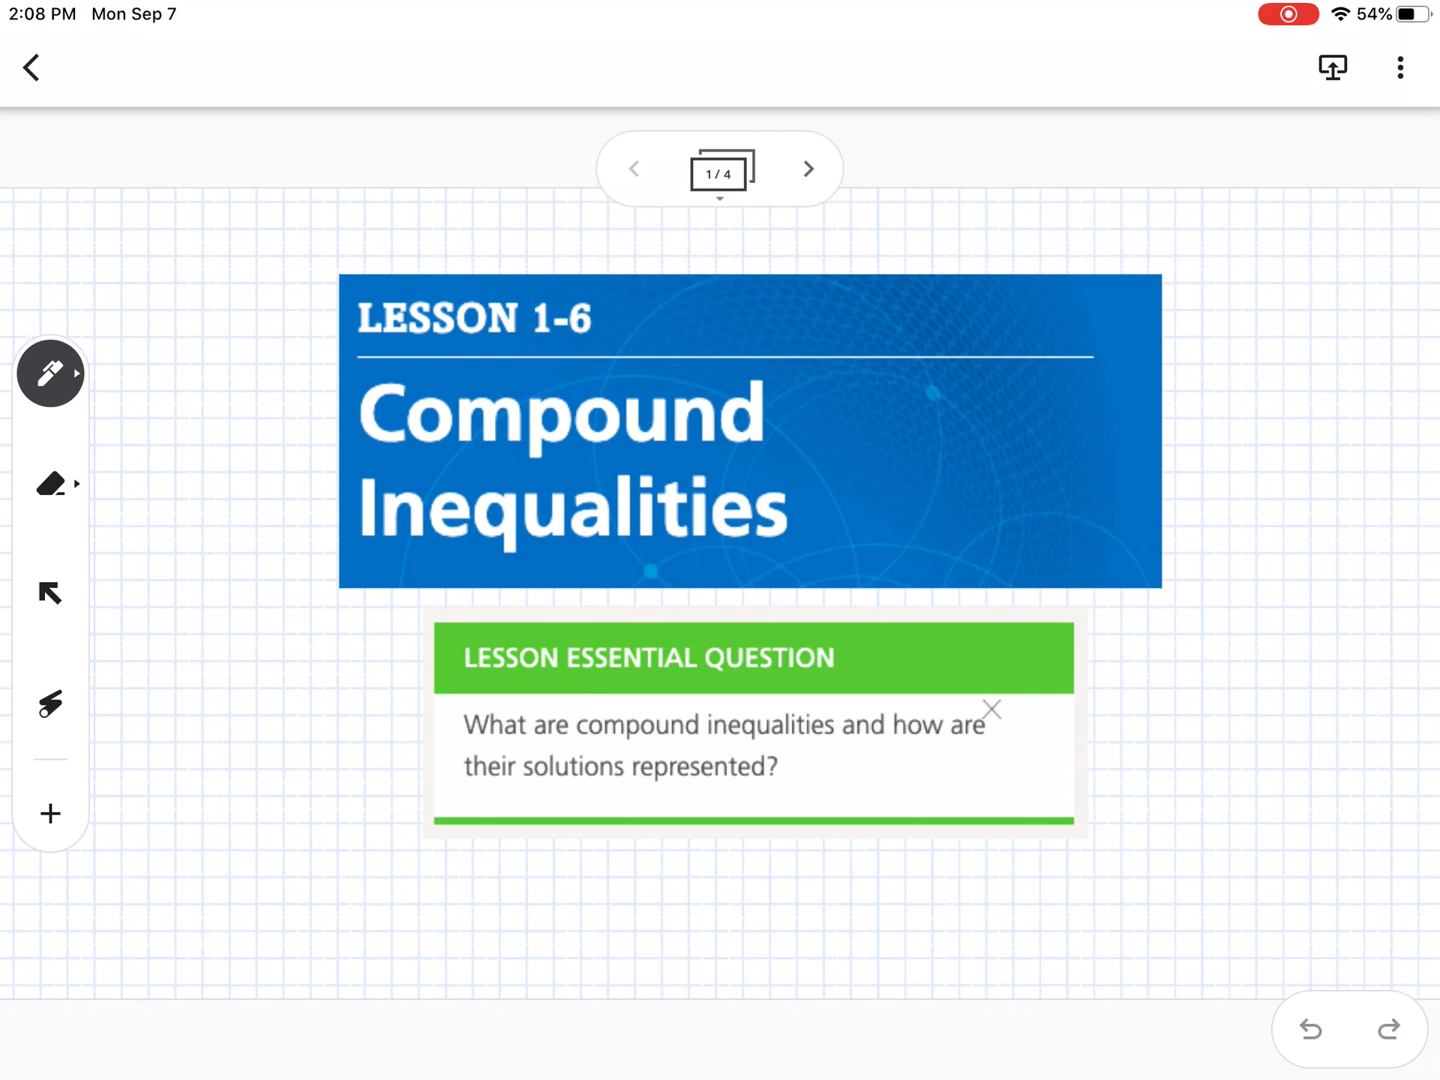 2:08 PM Mon Sep 7
54%
1 / 4
LESSON 1-6
Compound
Inequalities
LESSON ESSENTIAL QUESTION
What are compound inequalities and how are
their solutions represented?